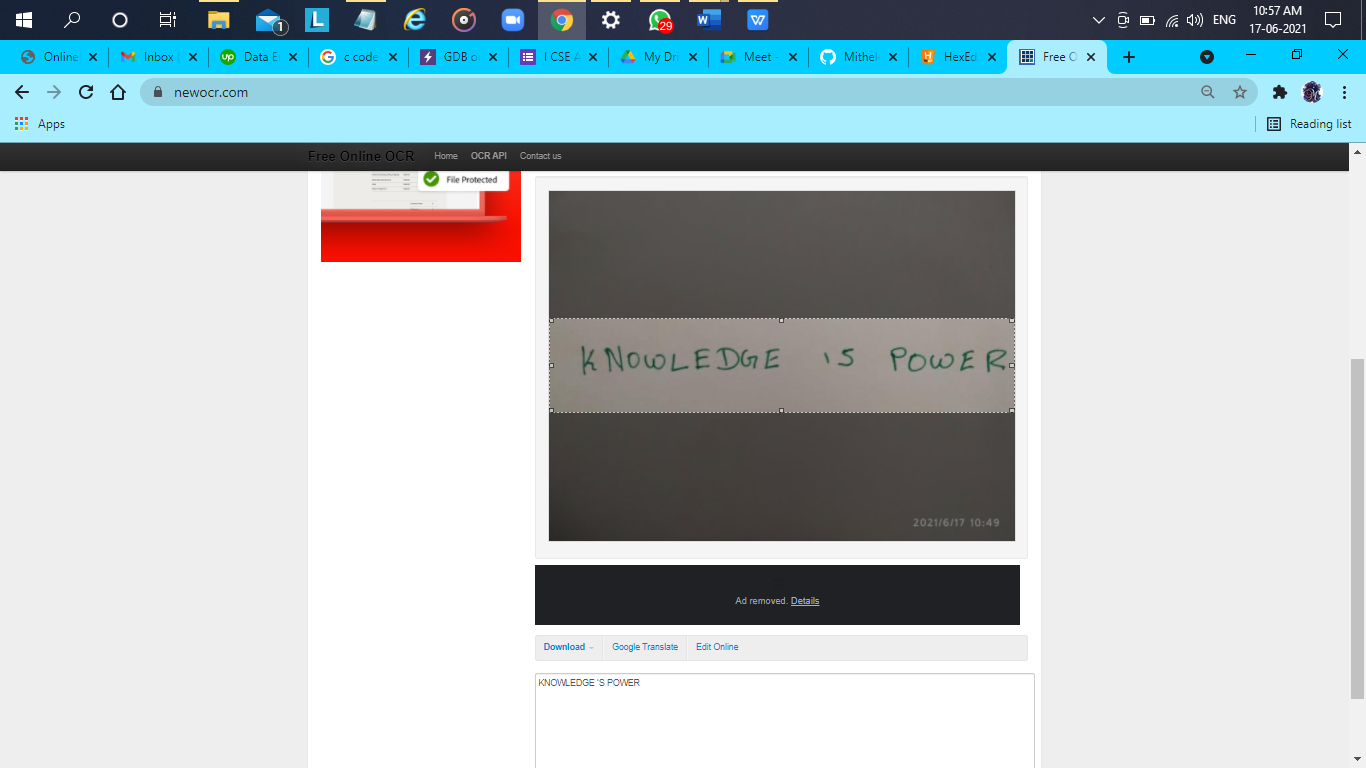 1
29
ENG
10:57 AM
17-06-2021
Online
Inbox (
Data E
c code
GDB o
I CSE A
My Dri
Meet -
Mithel
HexEd
Free O
newocr.com
Apps
Reading list
Free Online OCR
Home
OCR API
Contact us
File Protected
KNOWLEDGE IS POWER
2021/6/17 10:49
Ad removed. Details
Download
Google Translate
Edit Online
KNOWLEDGE 'S POWER